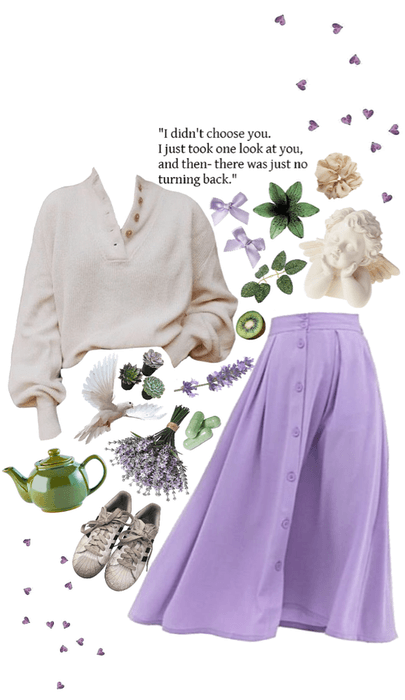 "I didn't choose you.
I just took one look at you,
and then- there was just no
turning back."